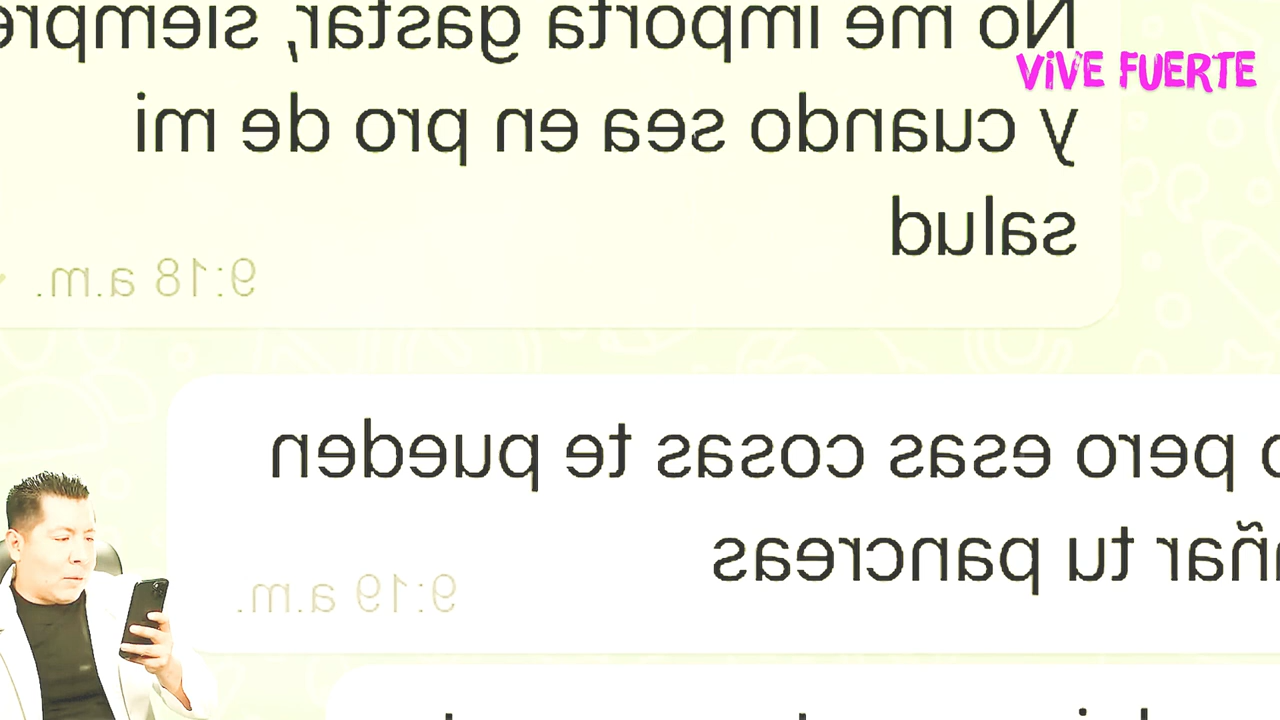 No me importa gastar, siempre
y cuando sea en pro de mi
salud
9:18 a.m.
VIVE FUERTE
pero esas cosas te pueden
tu pancreas
9:19 a.m.